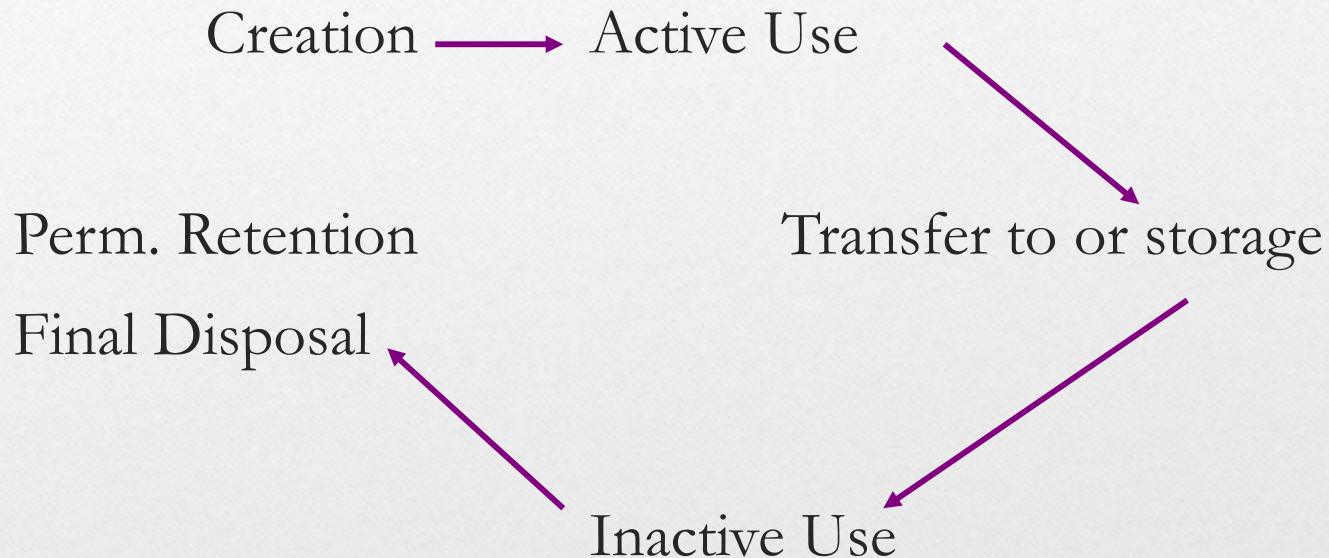 Creation Active Use
Perm. Retention Transfer to or storage
Final Disposal
Inactive Use